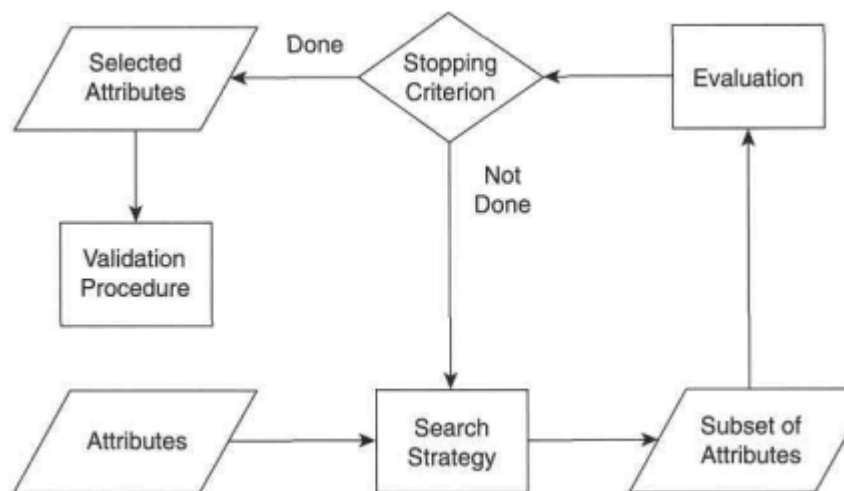 Done
Selected
Attributes
Stopping
Criterion
Evaluation
Not
Done
Validation
Procedure
Attributes
Search
Strategy
Subset of
Attributes